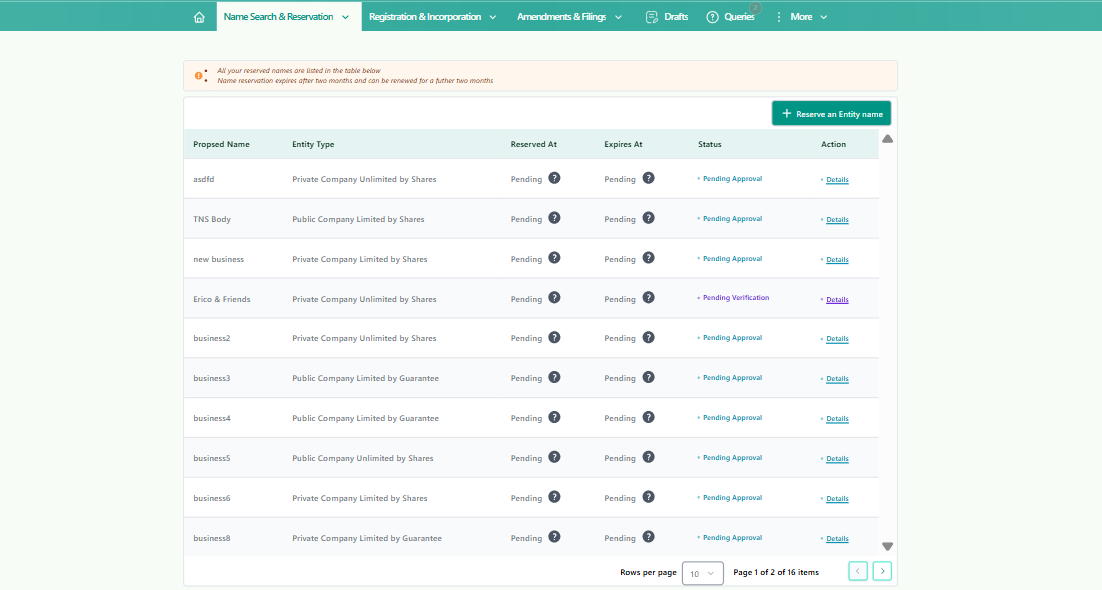 Name Search & Reservation Registration & Incorporation Amendments & Filings Drafts Queries 2 More
All your reserved names are listed in the table below
Name reservation expires after two months and can be renewed for a futher two months
+ Reserve an Entity name
Propsed Name Entity Type Reserved At Expires At Status Action
asdfd Private Company Unlimited by Shares Pending ? Pending ? Pending Approval Details
TNS Body Public Company Limited by Shares Pending ? Pending ? Pending Approval Details
new business Private Company Limited by Shares Pending ? Pending ? Pending Approval Details
Erico & Friends Private Company Unlimited by Shares Pending ? Pending ? Pending Verification Details
business2 Private Company Unlimited by Shares Pending ? Pending ? Pending Approval Details
business3 Public Company Limited by Guarantee Pending ? Pending ? Pending Approval Details
business4 Public Company Limited by Guarantee Pending ? Pending ? Pending Approval Details
business5 Public Company Unlimited by Shares Pending ? Pending ? Pending Approval Details
business6 Private Company Limited by Shares Pending ? Pending ? Pending Approval Details
business8 Private Company Limited by Guarantee Pending ? Pending ? Pending Approval Details
Rows per page 10 Page 1 of 2 of 16 items < >